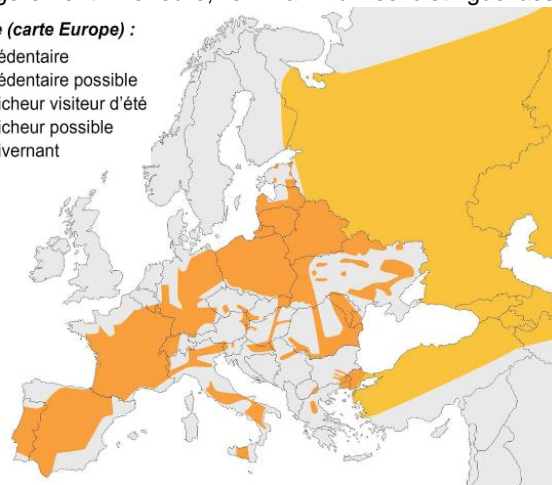 e (carte Europe) :
édentaire
édentaire possible
icheur visiteur d'été
icheur possible
ivernant